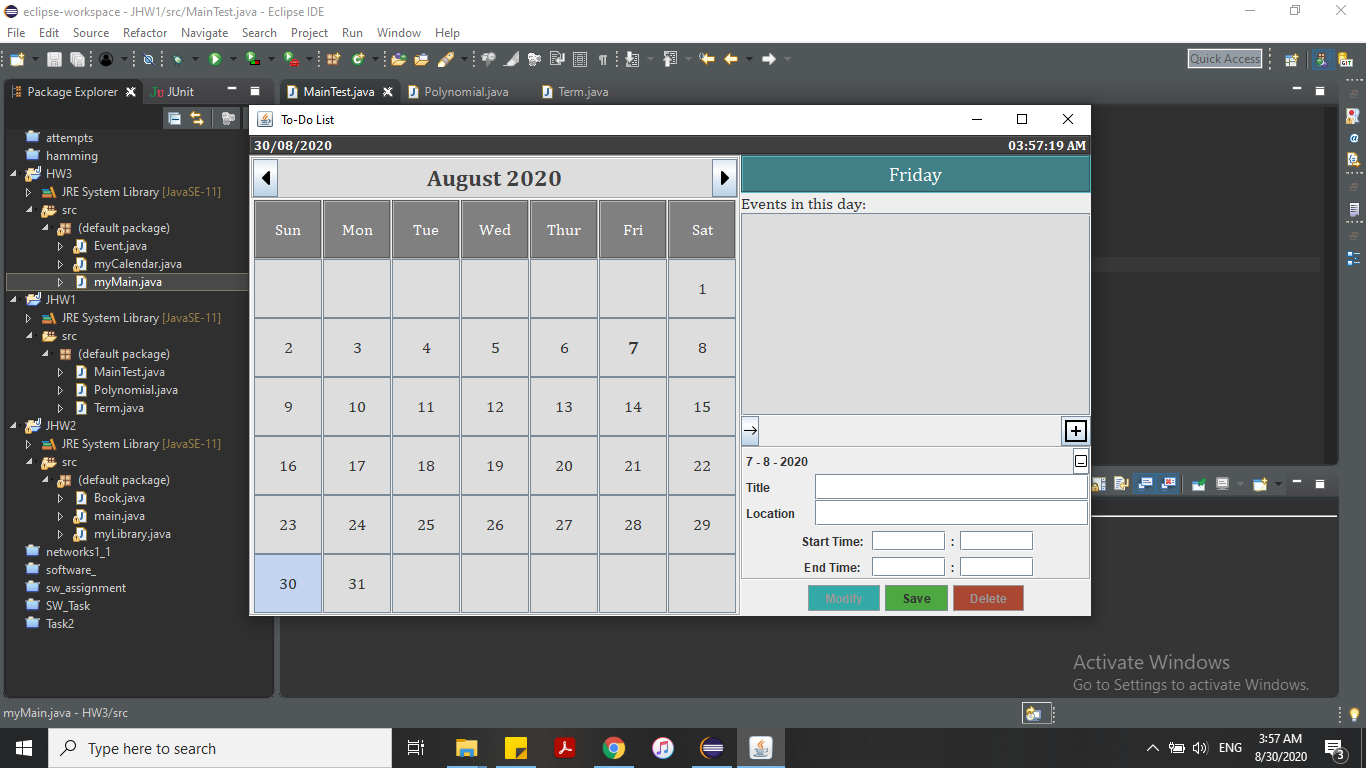 eclipse-workspace - JHW1/src/MainTest.java - Eclipse IDE
File Edit Source Refactor Navigate Search Project Run Window Help
Quick Access
Package Explorer JUnit
MainTest.java Polynomial.java Term.java
attempts
hamming
HW3
JRE System Library [JavaSE-11]
src
(default package)
Event.java
myCalendar.java
myMain.java
JHW1
JRE System Library [JavaSE-11]
src
(default package)
MainTest.java
Polynomial.java
Term.java
JHW2
JRE System Library [JavaSE-11]
src
(default package)
Book.java
main.java
myLibrary.java
networks1_1
software_
sw_assignment
SW_Task
Task2
To-Do List
30/08/2020 03:57:19 AM
August 2020
Sun Mon Tue Wed Thur Fri Sat
1
2 3 4 5 6 7 8
9 10 11 12 13 14 15
16 17 18 19 20 21 22
23 24 25 26 27 28 29
30 31
Friday
Events in this day:
7 - 8 - 2020
Title
Location
Start Time: :
End Time: :
Modify Save Delete
Activate Windows
Go to Settings to activate Windows.
myMain.java - HW3/src
Type here to search
ENG
3:57 AM
8/30/2020
3